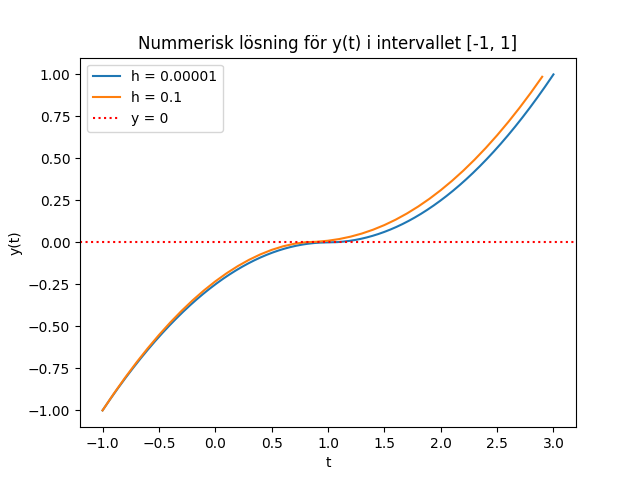 Nummerisk lösning för y(t) i intervallet [-1, 1]
h = 0.00001
h = 0.1
y = 0
1.00
0.75
0.50
0.25
0.00
−0.25
−0.50
−0.75
−1.00
y(t)
−1.0 −0.5 0.0 0.5 1.0 1.5 2.0 2.5 3.0
t